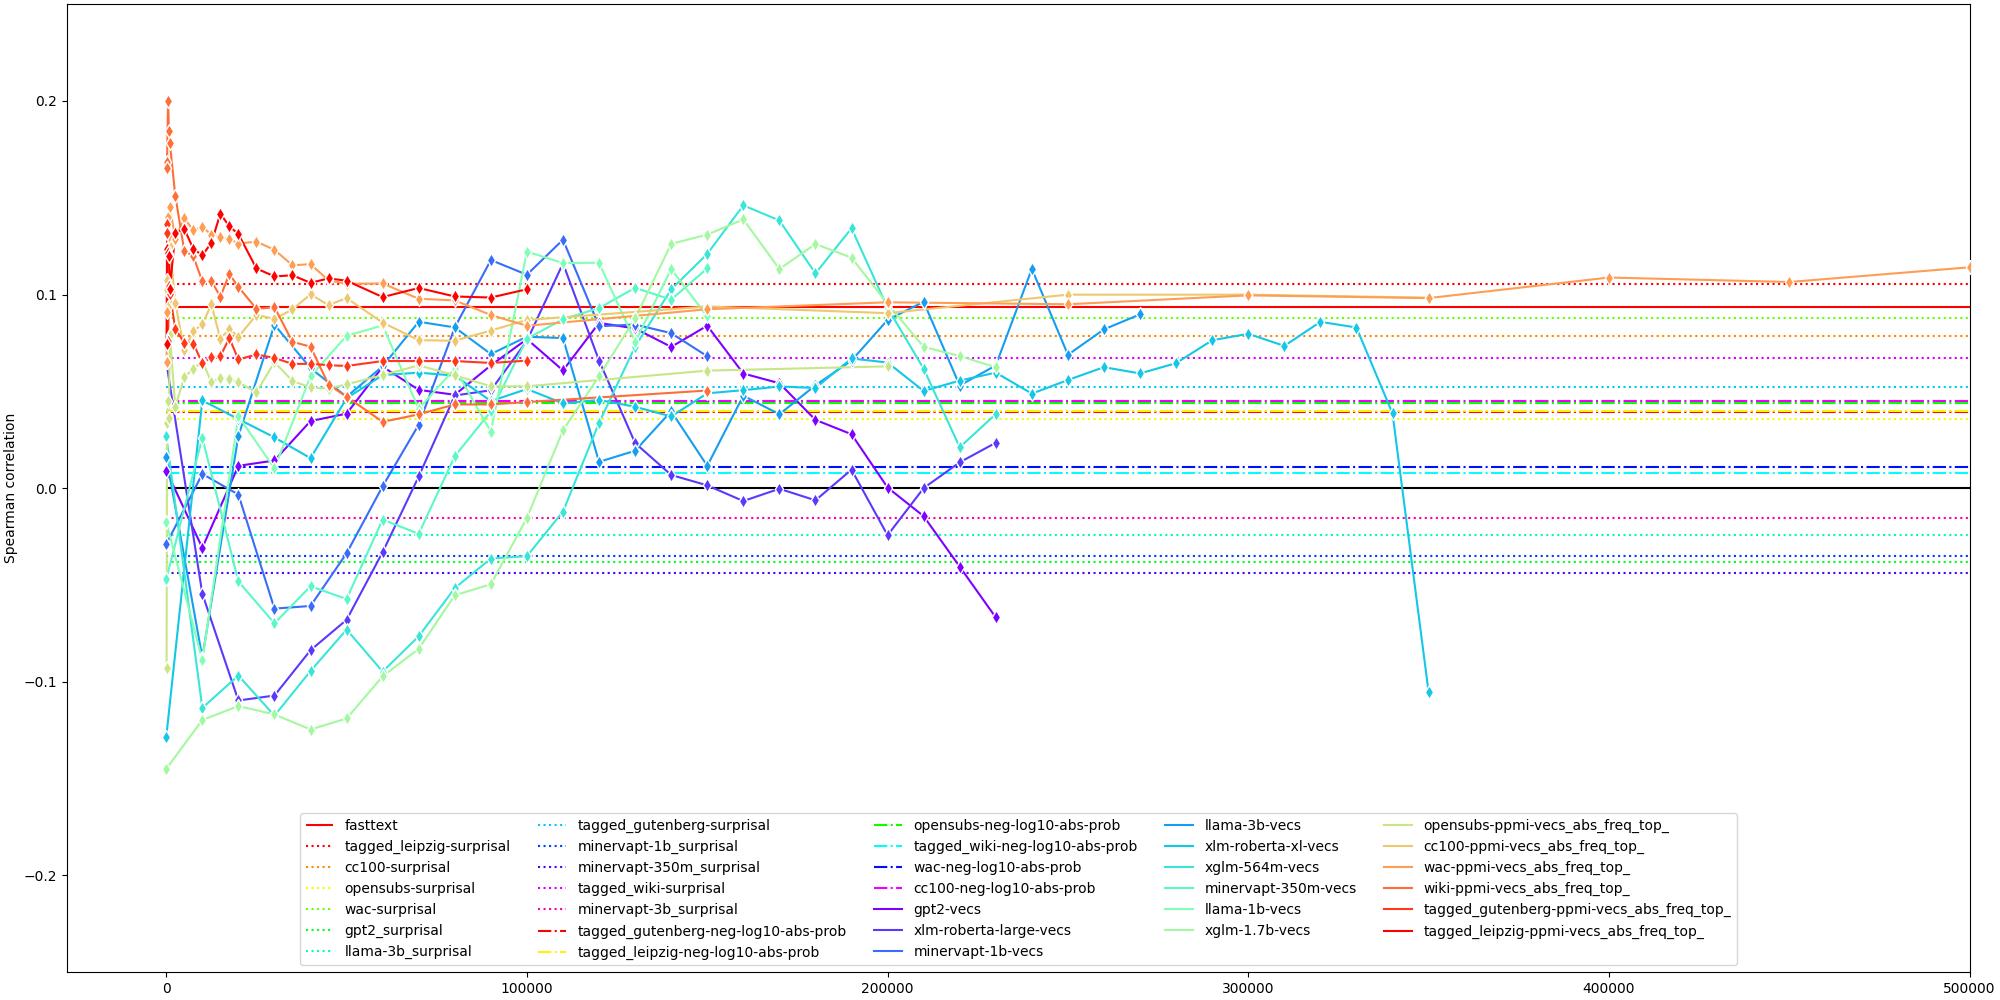 0.2
0.1
0.0
−0.1
−0.2
Spearman correlation
0 100000 200000 300000 400000 500000
fasttext
tagged_leipzig-surprisal
cc100-surprisal
opensubs-surprisal
wac-surprisal
gpt2_surprisal
llama-3b_surprisal
tagged_gutenberg-surprisal
minervapt-1b_surprisal
minervapt-350m_surprisal
tagged_wiki-surprisal
minervapt-3b_surprisal
tagged_gutenberg-neg-log10-abs-prob
tagged_leipzig-neg-log10-abs-prob
opensubs-neg-log10-abs-prob
tagged_wiki-neg-log10-abs-prob
wac-neg-log10-abs-prob
cc100-neg-log10-abs-prob
gpt2-vecs
xlm-roberta-large-vecs
minervapt-1b-vecs
llama-3b-vecs
xlm-roberta-xl-vecs
xglm-564m-vecs
minervapt-350m-vecs
llama-1b-vecs
xglm-1.7b-vecs
opensubs-ppmi-vecs_abs_freq_top_
cc100-ppmi-vecs_abs_freq_top_
wac-ppmi-vecs_abs_freq_top_
wiki-ppmi-vecs_abs_freq_top_
tagged_gutenberg-ppmi-vecs_abs_freq_top_
tagged_leipzig-ppmi-vecs_abs_freq_top_